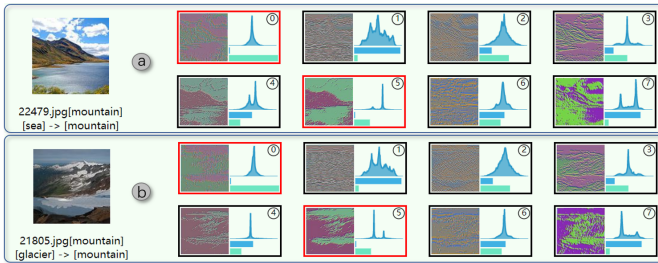 a
0
1
2
3
22479.jpg[mountain]
[sea] -> [mountain]
4
5
6
7
b
0
1
2
3
21805.jpg[mountain]
[glacier] -> [mountain]
4
5
6
7